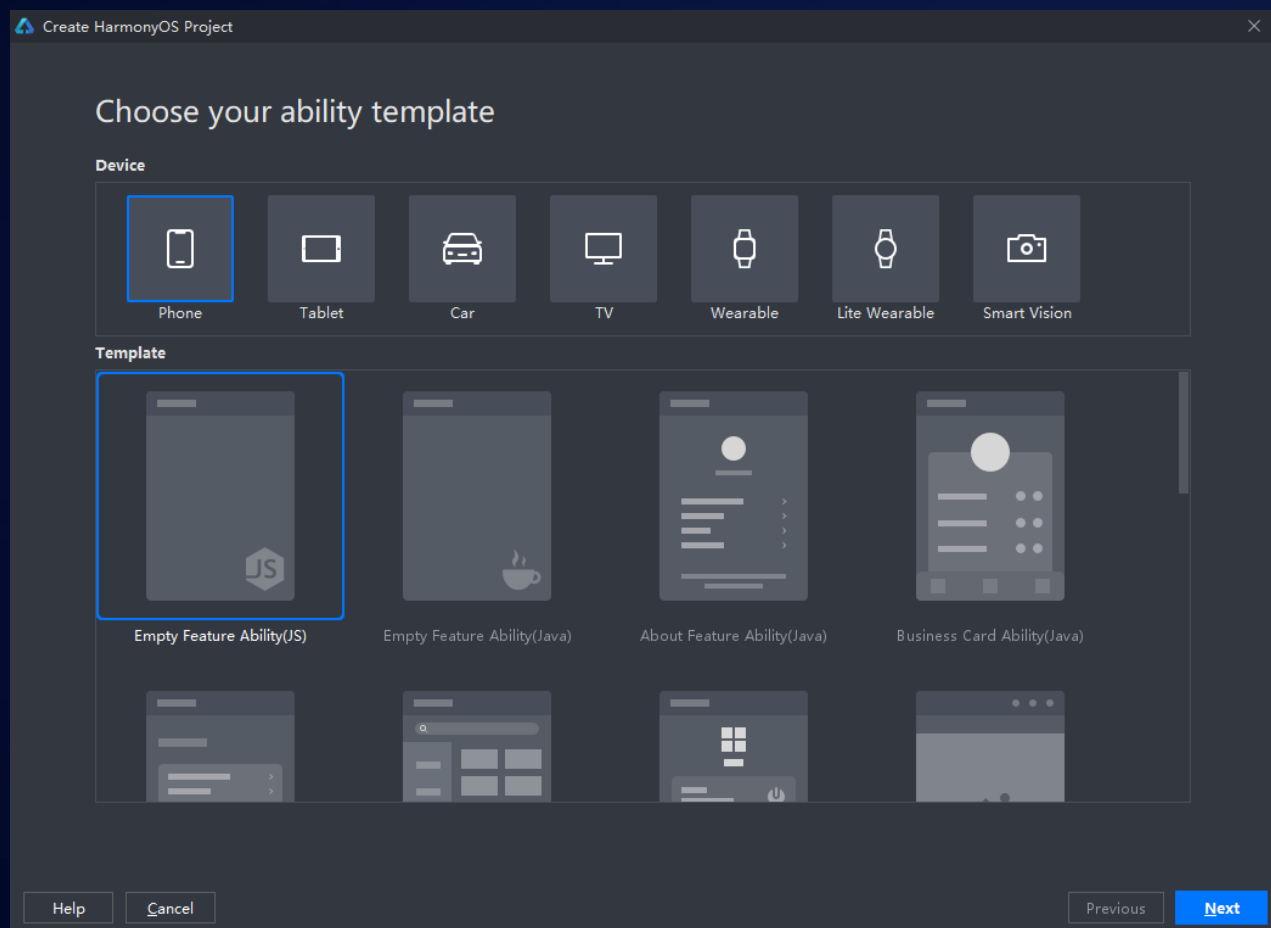 Create HarmonyOS Project
Choose your ability template
Device
Phone Tablet Car TV Wearable Lite Wearable Smart Vision
Template
JS
Empty Feature Ability(JS) Empty Feature Ability(Java) About Feature Ability(Java) Business Card Ability(Java)
Help Cancel Previous Next